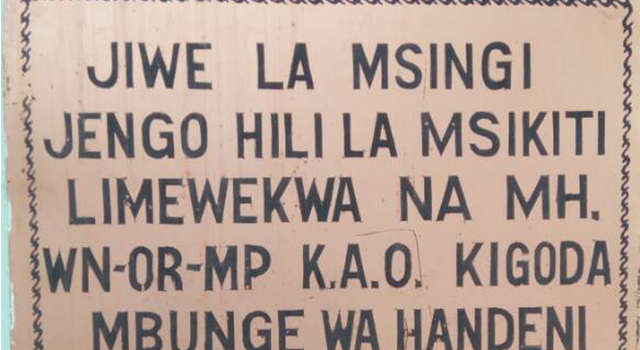 JIWE LA MSINGI
JENGO HILI LA MSIKITI
LIMEWEKWA NA MH.
WN-OR-MP K.A.O. KIGODA
MBUNGE WA HANDENI